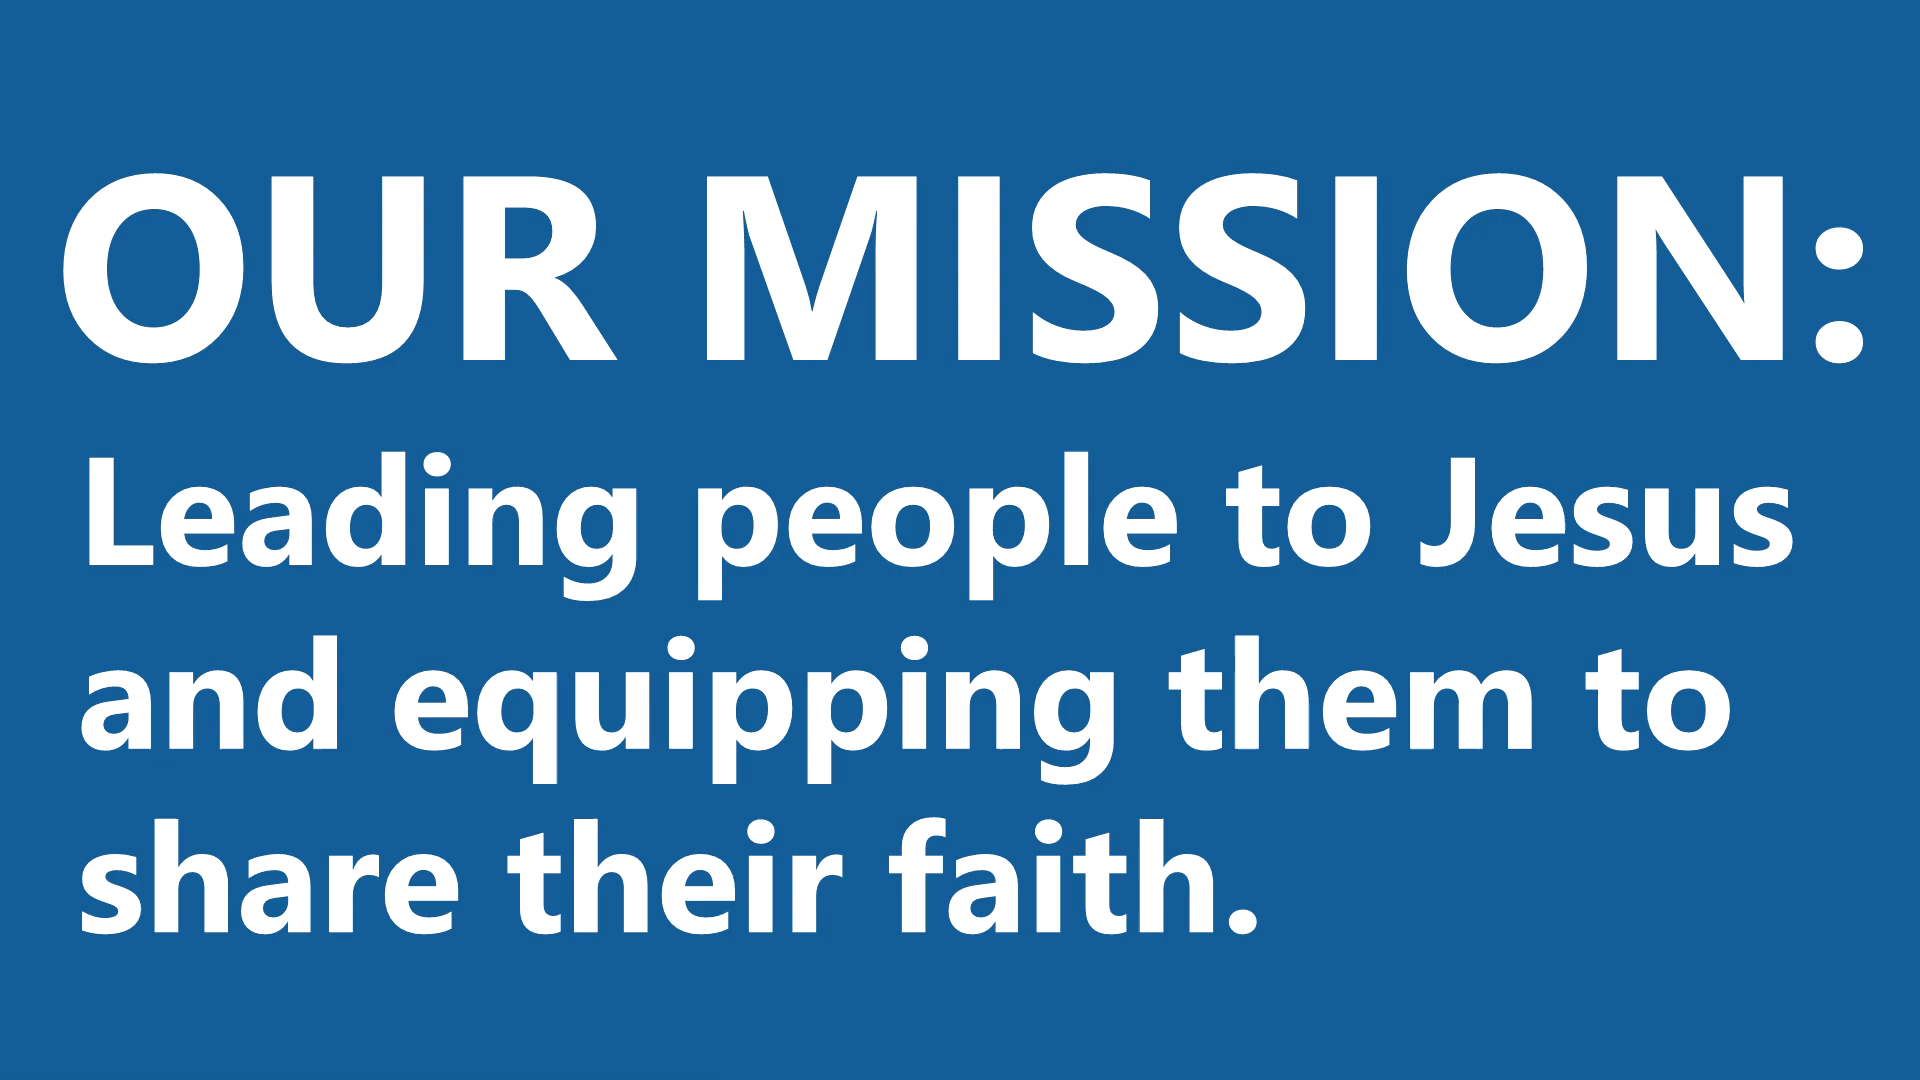 OUR MISSION:
Leading people to Jesus
and equipping them to
share their faith.